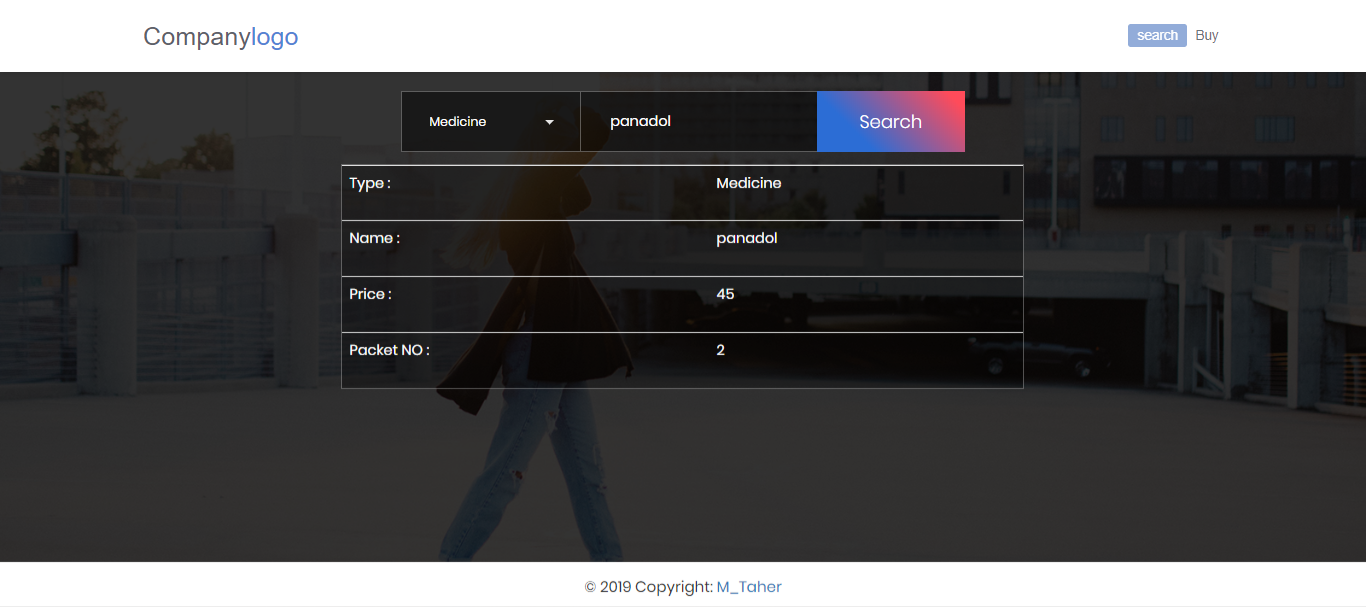 Companylogo
search Buy
Medicine panadol Search
Type : Medicine
Name : panadol
Price : 45
Packet NO : 2
© 2019 Copyright: M_Taher